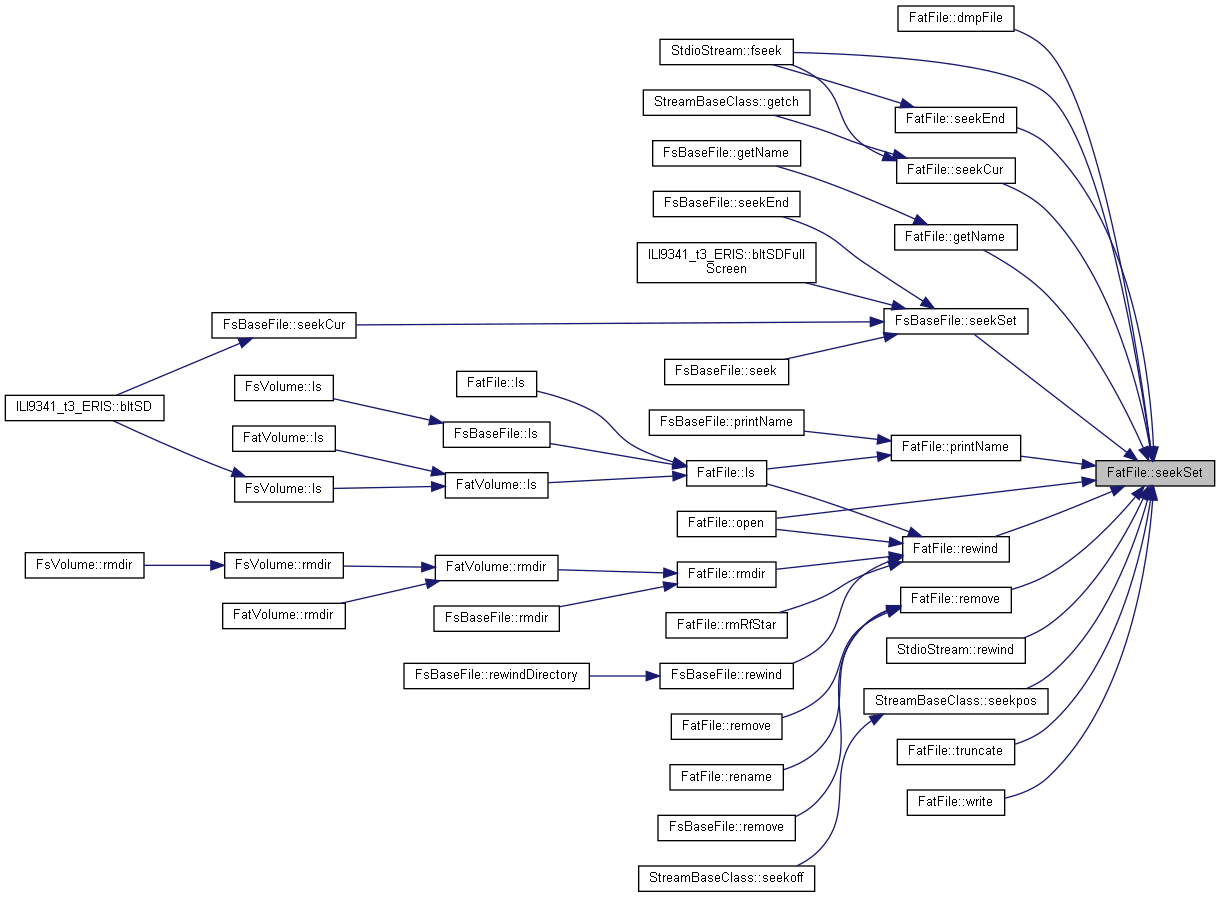 FatFile::dmpFile
StdioStream::fseek
StreamBaseClass::getch
FatFile::seekEnd
FsBaseFile::getName
FatFile::seekCur
FsBaseFile::seekEnd
FatFile::getName
ILI9341_t3_ERIS::bltSDFull
Screen
FsBaseFile::seekCur
FsBaseFile::seekSet
FsBaseFile::seek
FatFile::ls
FsVolume::ls
ILI9341_t3_ERIS::bltSD
FsBaseFile::printName
FatVolume::ls
FsBaseFile::ls
FatFile::printName
FatFile::ls
FatFile::seekSet
FsVolume::ls
FatVolume::ls
FatFile::open
FatFile::rewind
FsVolume::rmdir
FsVolume::rmdir
FatVolume::rmdir
FatFile::rmdir
FatFile::remove
FatVolume::rmdir
FsBaseFile::rmdir
FatFile::rmRfStar
StdioStream::rewind
FsBaseFile::rewindDirectory
FsBaseFile::rewind
StreamBaseClass::seekpos
FatFile::remove
FatFile::truncate
FatFile::rename
FatFile::write
FsBaseFile::remove
StreamBaseClass::seekoff